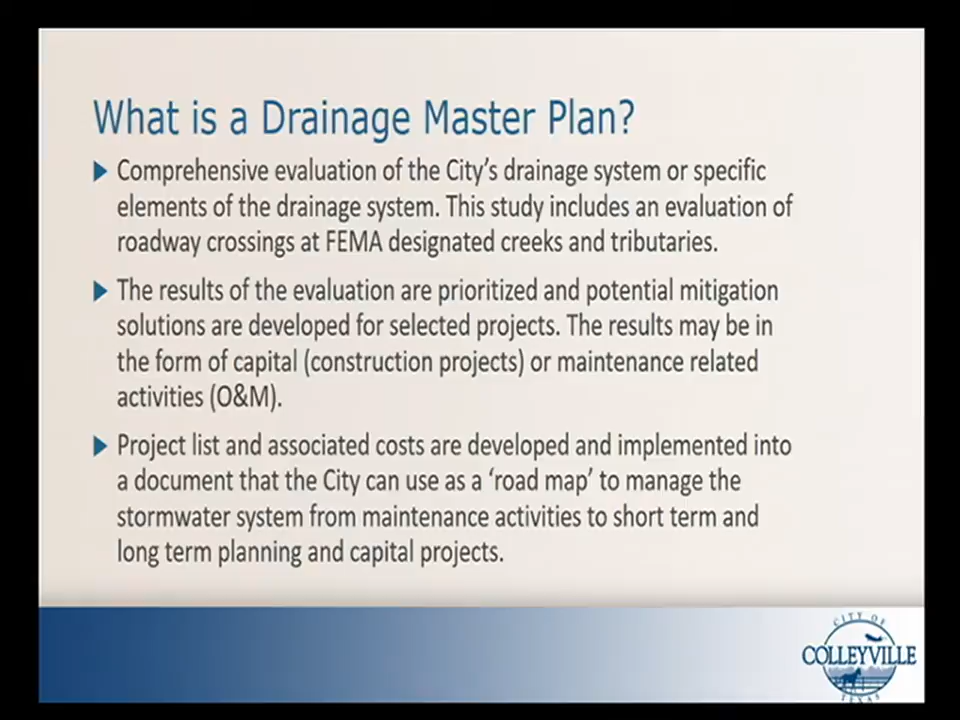 What is a Drainage Master Plan?
Comprehensive evaluation of the City's drainage system or specific
elements of the drainage system. This study includes an evaluation of
roadway crossings at FEMA designated creeks and tributaries.
The results of the evaluation are prioritized and potential mitigation
solutions are developed for selected projects. The results may be in
the form of capital (construction projects) or maintenance related
activities (O&M).
Project list and associated costs are developed and implemented into
a document that the City can use as a ‘road map’ to manage the
stormwater system from maintenance activities to short term and
long term planning and capital projects.
CITY OF
COLLEYVILLE
TEXAS